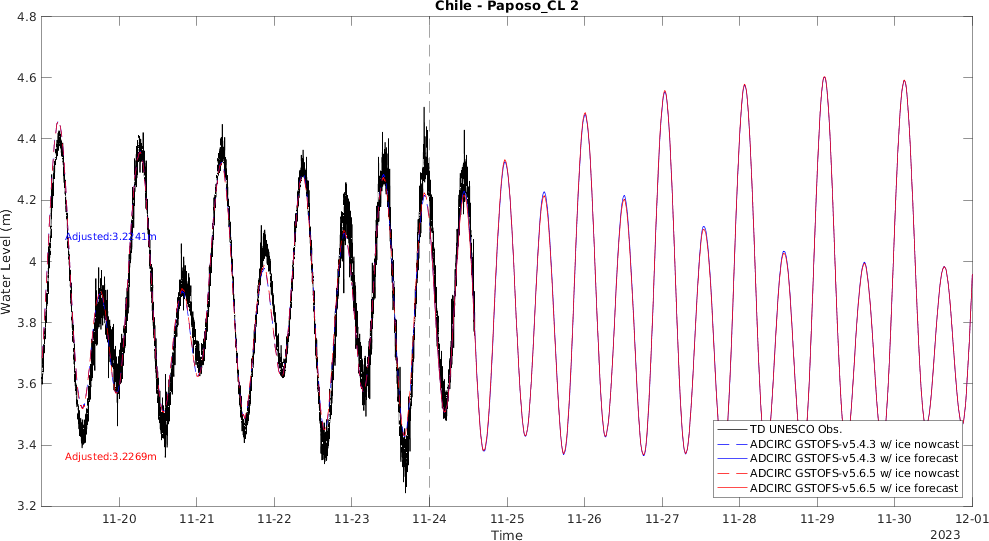 Chile - Paposo_CL 2
4.8
4.6
4.4
4.2
4
3.8
3.6
3.4
3.2
Water Level (m)
Adjusted:3.2241m
Adjusted:3.2269m
TD UNESCO Obs.
ADCIRC GSTOFS-v5.4.3 w/ ice nowcast
ADCIRC GSTOFS-v5.4.3 w/ ice forecast
ADCIRC GSTOFS-v5.6.5 w/ ice nowcast
ADCIRC GSTOFS-v5.6.5 w/ ice forecast
11-20 11-21 11-22 11-23 11-24 11-25 11-26 11-27 11-28 11-29 11-30 12-01
Time
2023